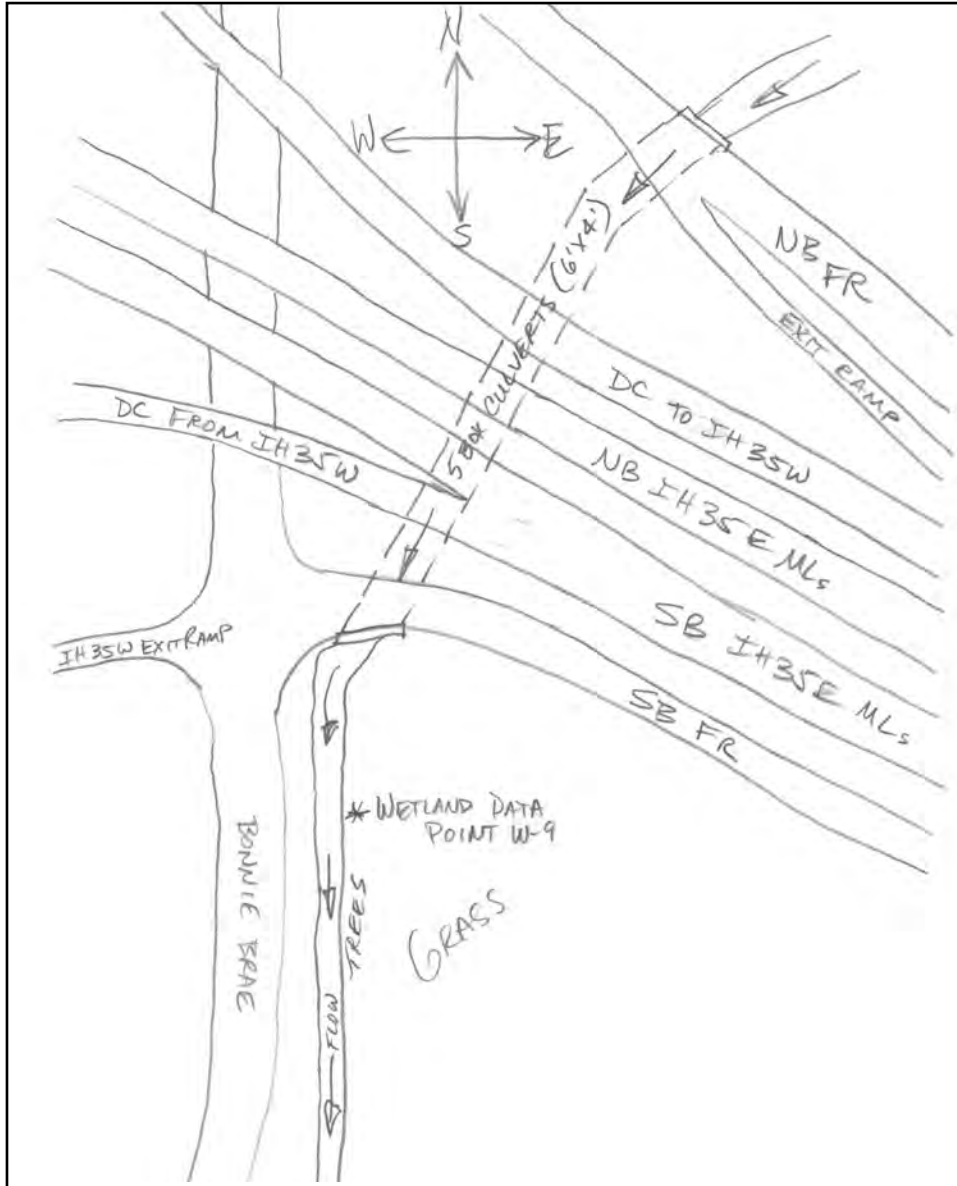 N
W E
S
NB
FR
EXIT RAMP
5 BOX CULVERTS (6'X4')
DC TO IH35W
NB IH35E MLs
DC FROM IH35W
SB IH35E MLs
IH35W EXIT RAMP
SB FR
* WETLAND DATA
POINT W-9
BONNIE BRAE
TREES
GRASS
FLOW